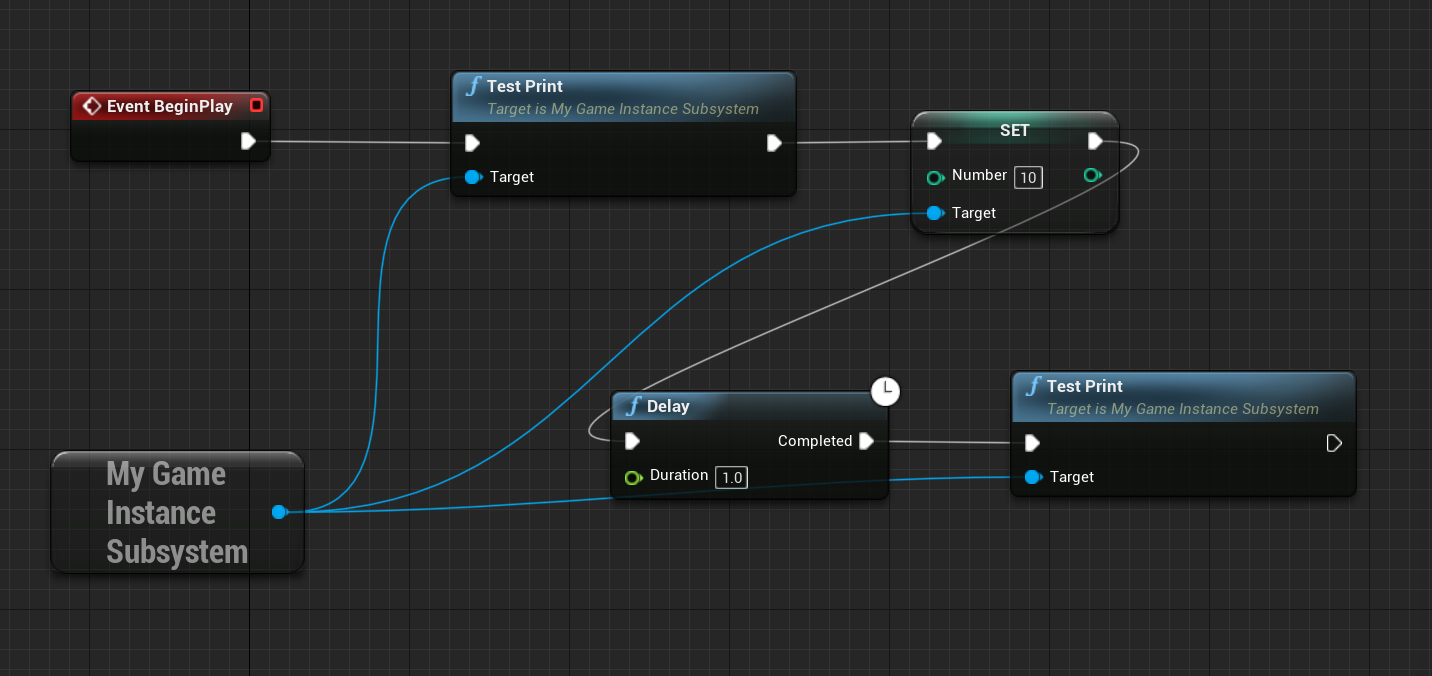 Event BeginPlay
f Test Print
Target is My Game Instance Subsystem
Target
SET
Number 10
Target
My Game
Instance
Subsystem
f Delay
Completed
Duration 1.0
f Test Print
Target is My Game Instance Subsystem
Target